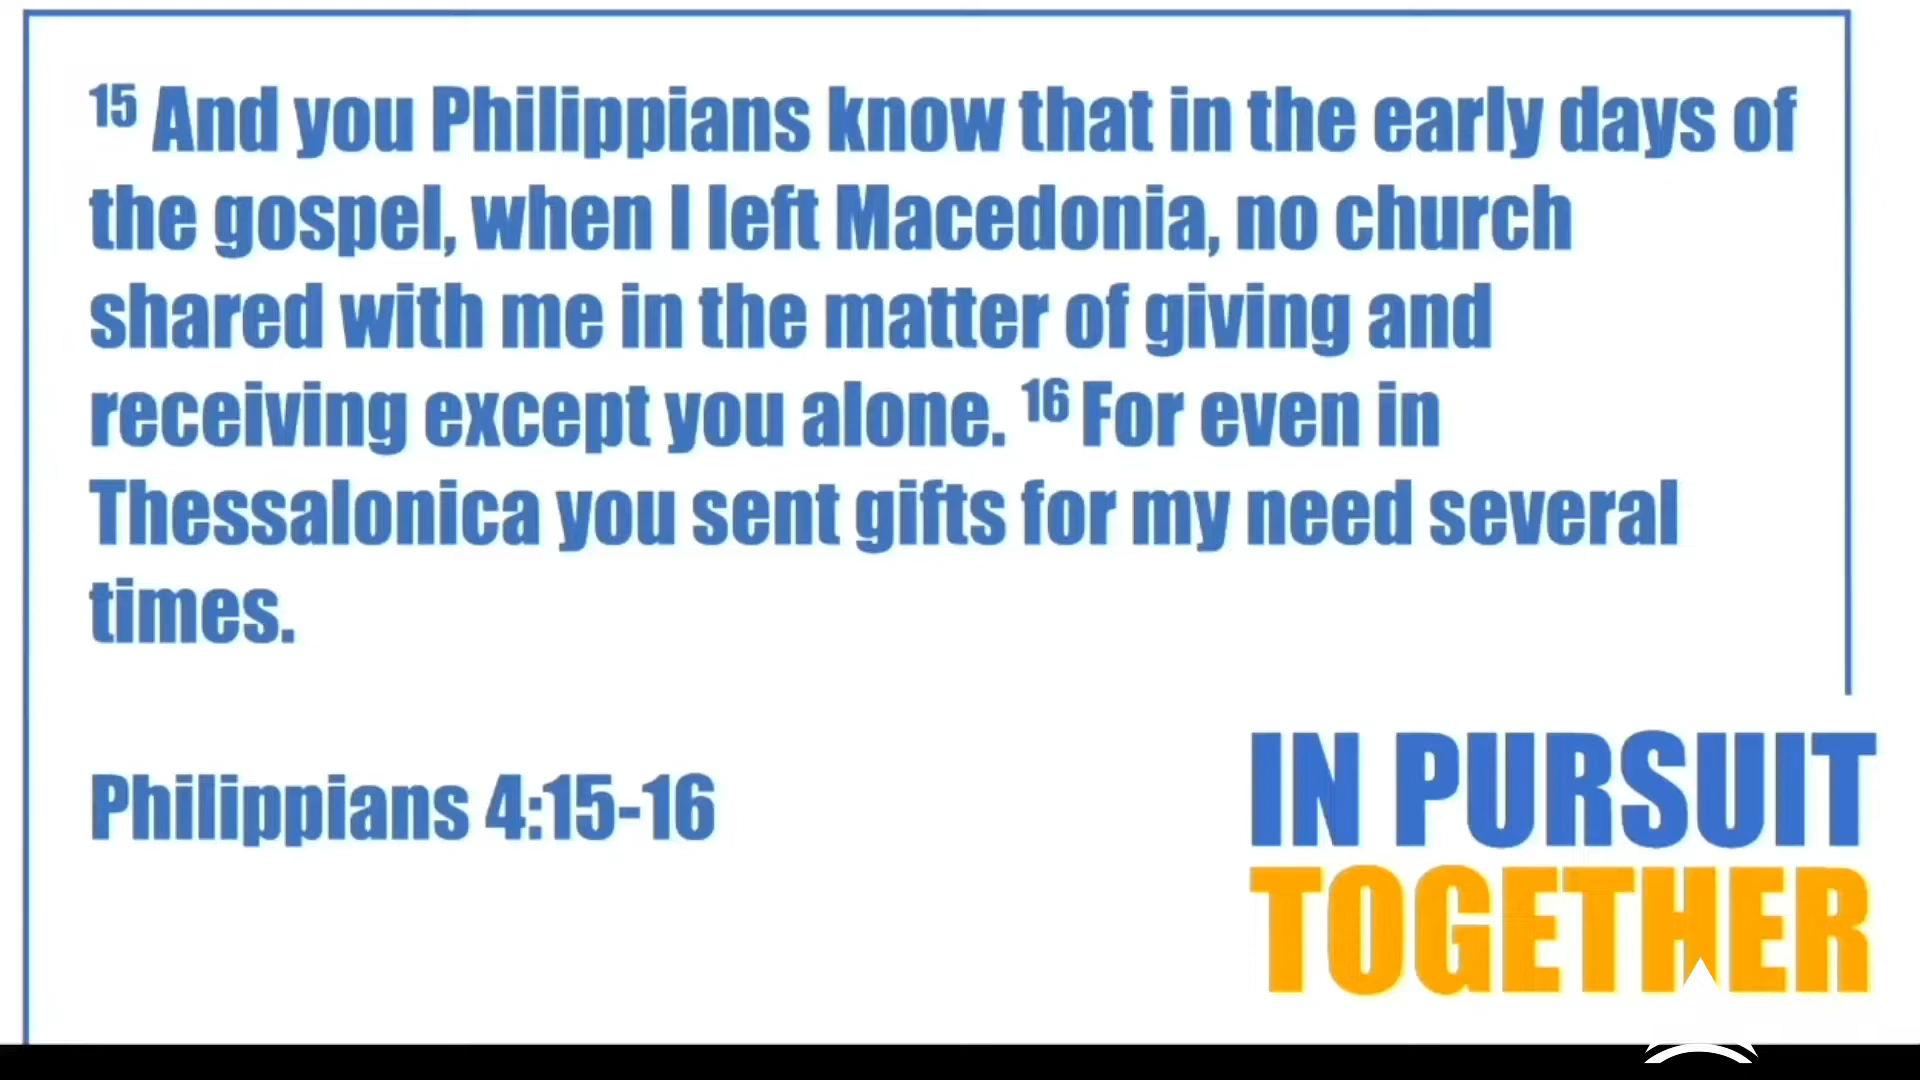 15 And you Philippians know that in the early days of
the gospel, when I left Macedonia, no church
shared with me in the matter of giving and
receiving except you alone. 16 For even in
Thessalonica you sent gifts for my need several
times.
Philippians 4:15-16
IN PURSUIT
TOGETHER